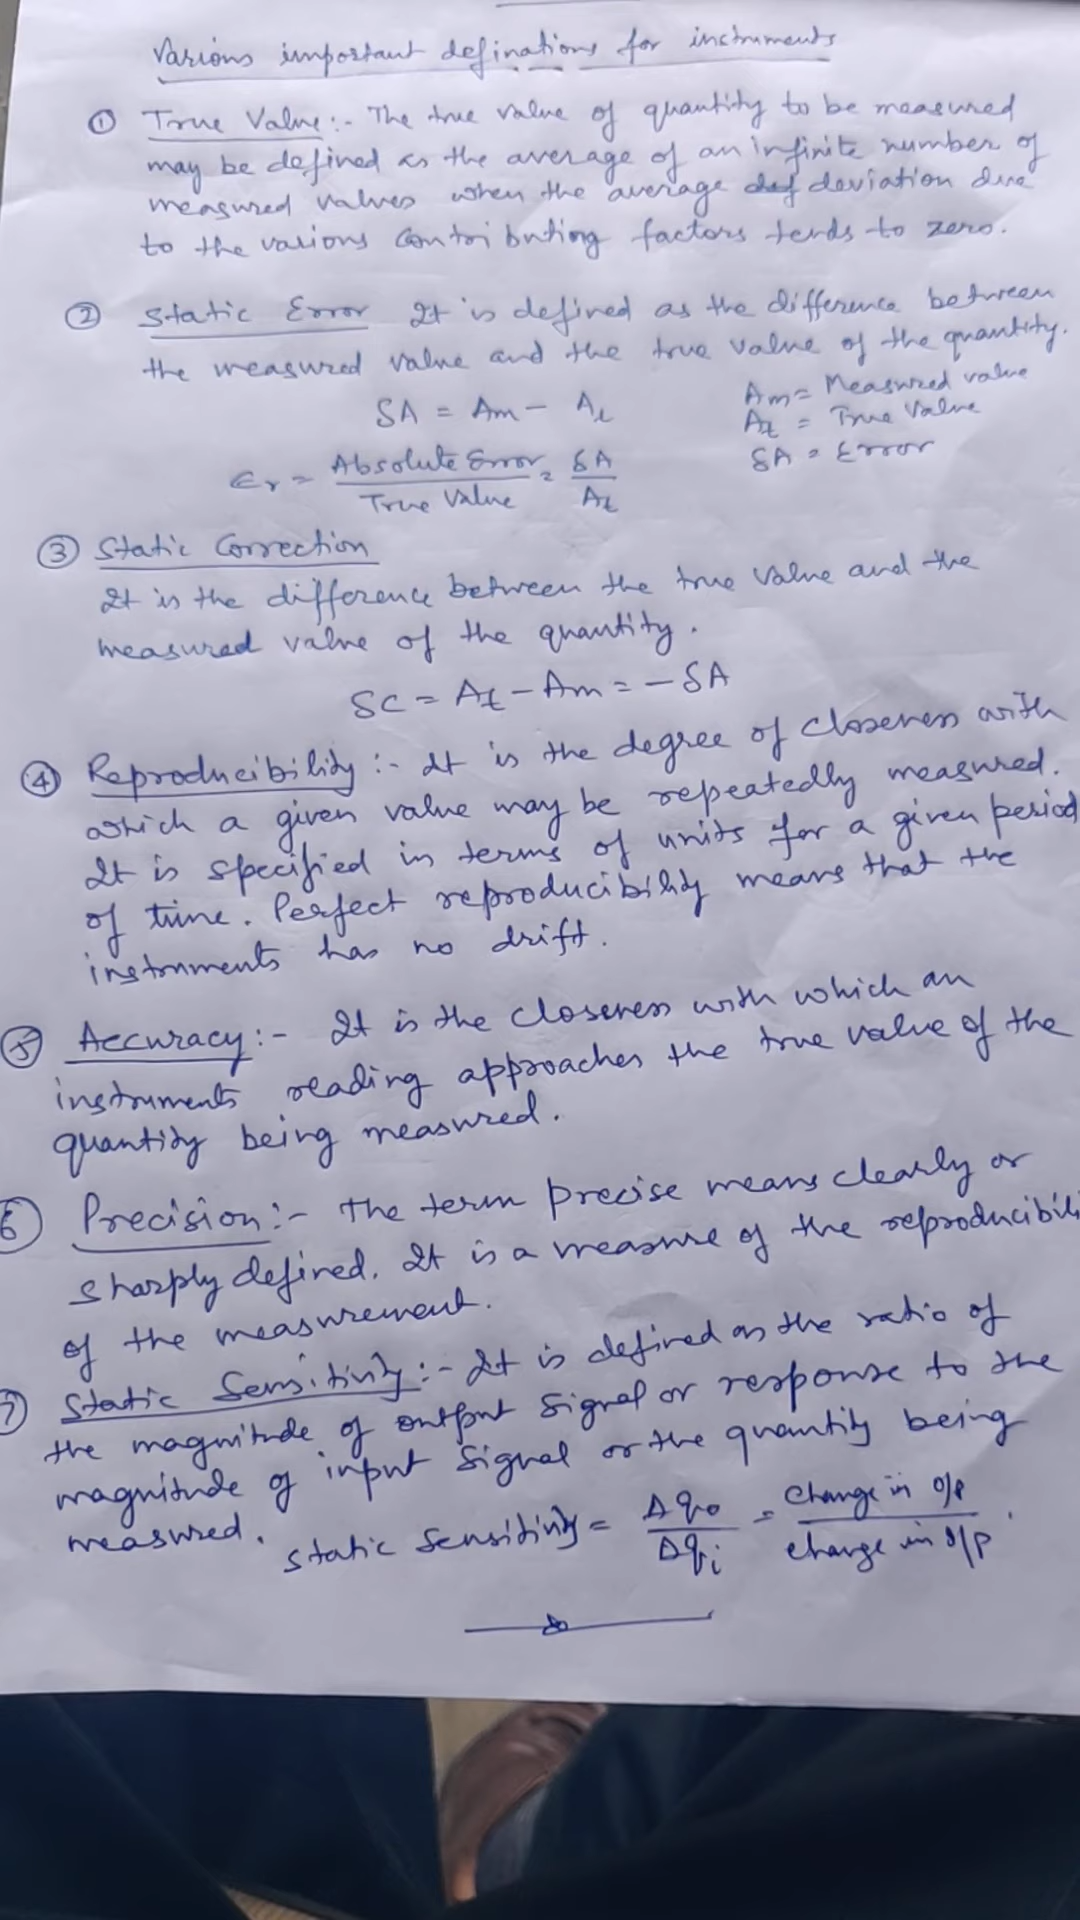 Various important definations for instruments
① True Value:- The true value of quantity to be measured
may be defined as the average of an infinite number of
measured values when the average deviation due
to the various contributing factors tends to zero.
② Static Error It is defined as the difference between
the measured value and the true value of the quantity.
δA = Am - At
Am = Measured value
At = True Value
δA = Error
εr = Absolute Error / True Value = δA / At
③ Static Correction
It is the difference between the true value and the
measured value of the quantity.
δC = At - Am = - δA
④ Reproducibility:- It is the degree of closeness with
which a given value may be repeatedly measured.
It is specified in terms of units for a given period
of time. Perfect reproducibility means that the
instruments has no drift.
⑤ Accuracy:- It is the closeness with which an
instruments reading approaches the true value of the
quantity being measured.
⑥ Precision:- The term precise means clearly or
sharply defined. It is a measure of the reproducibili
of the measurement.
⑦ Static Sensitivity:- It is defined as the ratio of
the magnitude of output signal or response to the
magnitude of input signal or the quantity being
measured.
Static Sensitivity = Δqo / Δqi = Change in o/p / change in I/p.